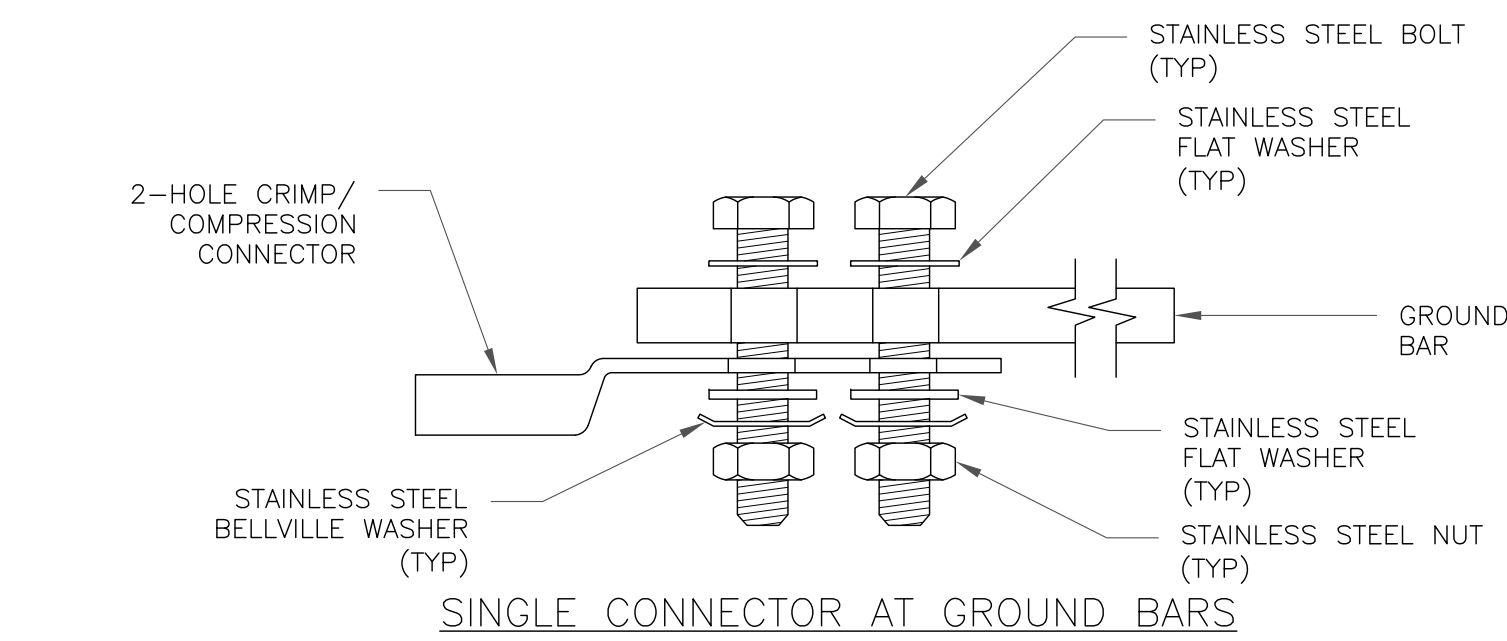 STAINLESS STEEL BOLT
(TYP)
STAINLESS STEEL
FLAT WASHER
(TYP)
2-HOLE CRIMP/
COMPRESSION
CONNECTOR
GROUND
BAR
STAINLESS STEEL
FLAT WASHER
(TYP)
STAINLESS STEEL
BELLVILLE WASHER
(TYP)
STAINLESS STEEL NUT
(TYP)
SINGLE CONNECTOR AT GROUND BARS